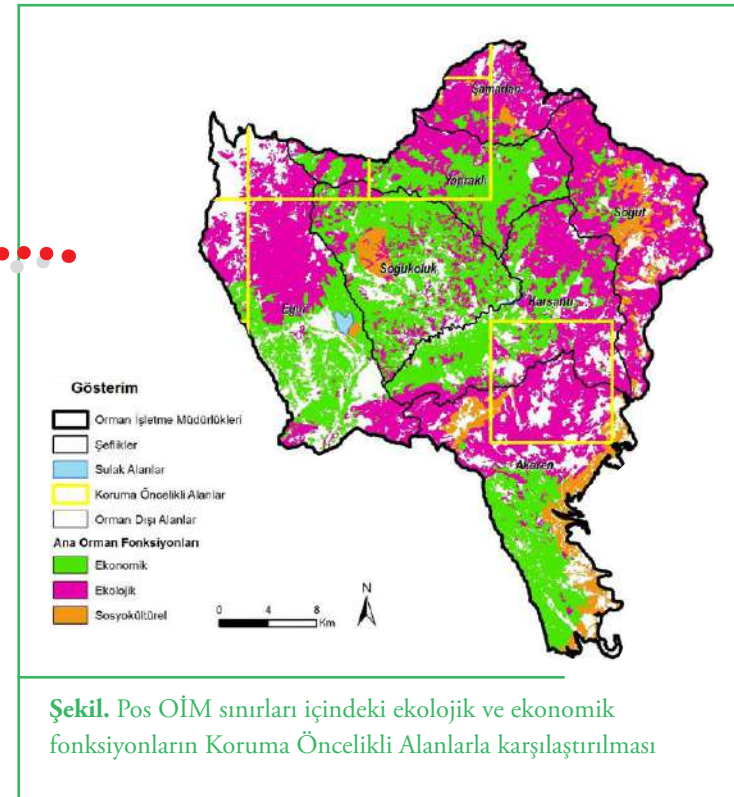 Şamadan
Yapraklı
Söğüt
Soğukoluk
Karsantı
Eğni
Akören
Gösterim
Orman İşletme Müdürlükleri
Şeflikler
Sulak Alanlar
Koruma Öncelikli Alanlar
Orman Dışı Alanlar
Ana Orman Fonksiyonları
Ekonomik
Ekolojik
Sosyokültürel
N
0 4 8
Km
Şekil. Pos OİM sınırları içindeki ekolojik ve ekonomik
fonksiyonların Koruma Öncelikli Alanlarla karşılaştırılması